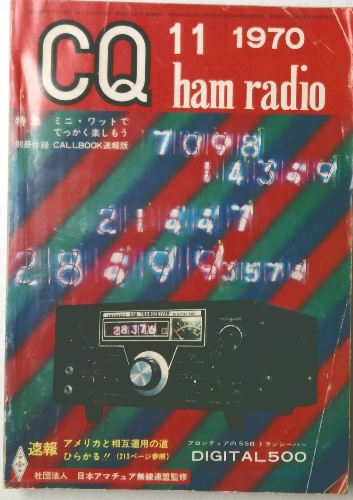 CQ
11 1970
ham radio
特集 ミニ・ワットで
でっかく楽しもう
別冊付録 CALLBOOK速報版
7098
4349
21447
28499
3574
28376
速報
アメリカと相互運用の道
ひらかる!!(213ページ参照)
フロンティアのSSBトランシーバー
DIGITAL500
社団法人 日本アマチュア無線連盟監修